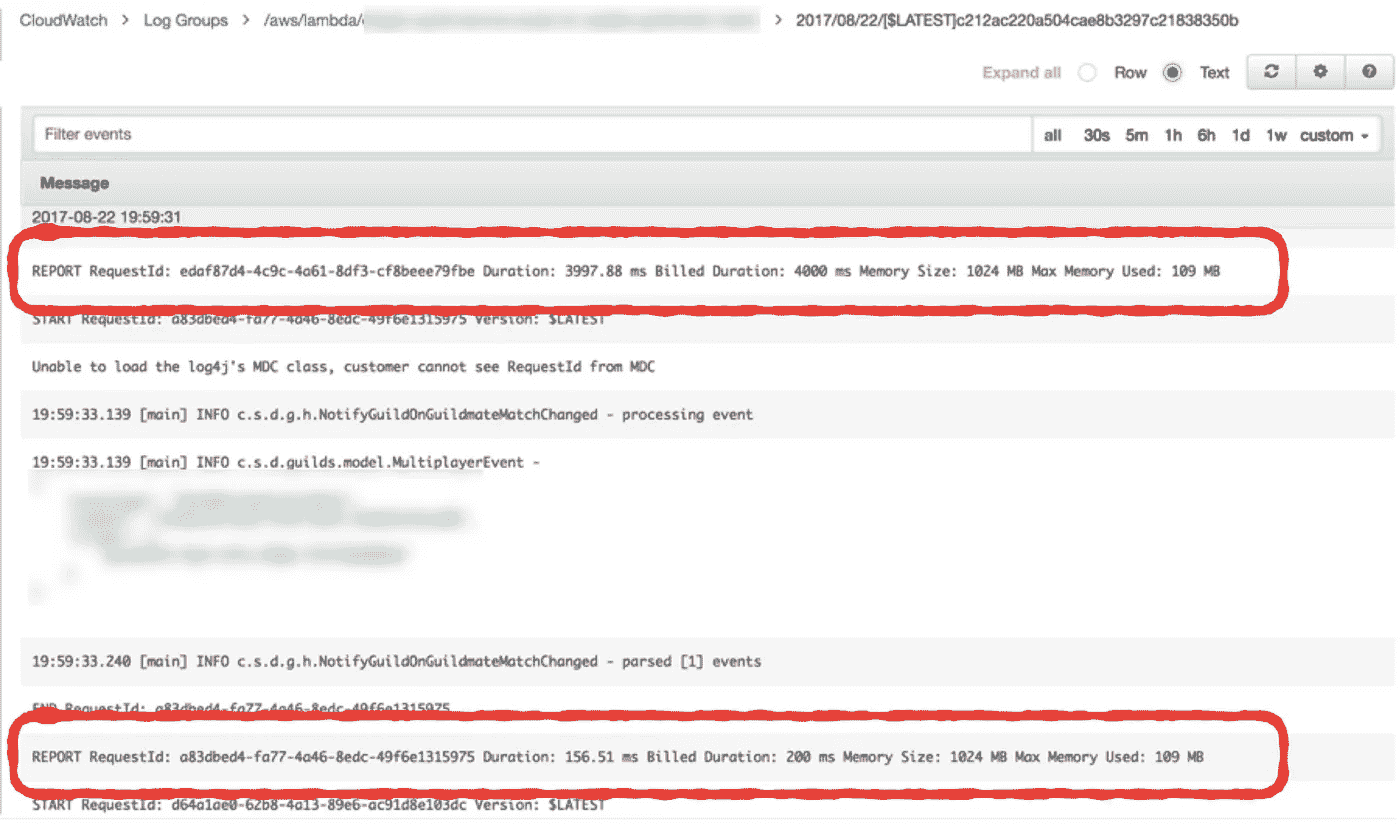 CloudWatch > Log Groups > /aws/lambda/ > 2017/08/22/[$LATEST]c212ac220a504cae8b3297c21838350b
Expand all Row Text
Filter events all 30s 5m 1h 6h 1d 1w custom
Message
2017-08-22 19:59:31
REPORT RequestId: edaf87d4-4c9c-4a61-8df3-cf8beee79fbe Duration: 3997.88 ms Billed Duration: 4000 ms Memory Size: 1024 MB Max Memory Used: 109 MB
START RequestId: a83dbed4-fa77-4a46-8edc-49f6e1315975 Version: $LATEST
Unable to load the log4j's MDC class, customer cannot see RequestId from MDC
19:59:33.139 [main] INFO c.s.d.g.h.NotifyGuildOnGuildmateMatchChanged - processing event
19:59:33.139 [main] INFO c.s.d.guilds.model.MultiplayerEvent -
19:59:33.240 [main] INFO c.s.d.g.h.NotifyGuildOnGuildmateMatchChanged - parsed [1] events
END RequestId: a83dbed4-fa77-4a46-8edc-49f6e1315975
REPORT RequestId: a83dbed4-fa77-4a46-8edc-49f6e1315975 Duration: 156.51 ms Billed Duration: 200 ms Memory Size: 1024 MB Max Memory Used: 109 MB
START RequestId: d64a1ae0-62b8-4a13-89e6-ac91d8e103dc Version: $LATEST